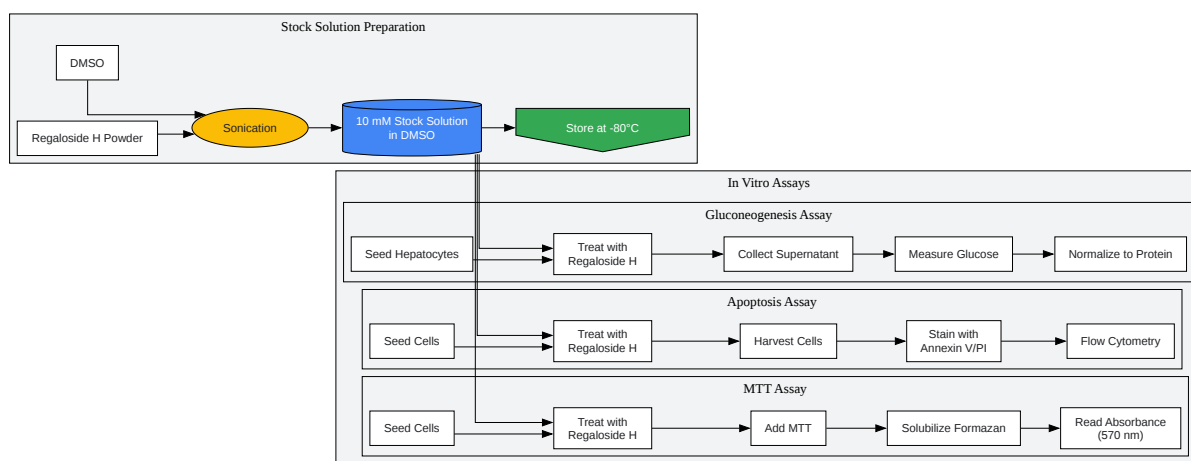 Stock Solution Preparation
DMSO
Regaloside H Powder
Sonication
10 mM Stock Solution
in DMSO
Store at -80°C
In Vitro Assays
Gluconeogenesis Assay
Seed Hepatocytes
Treat with
Regaloside H
Collect Supernatant
Measure Glucose
Normalize to Protein
Apoptosis Assay
Seed Cells
Treat with
Regaloside H
Harvest Cells
Stain with
Annexin V/PI
Flow Cytometry
MTT Assay
Seed Cells
Treat with
Regaloside H
Add MTT
Solubilize Formazan
Read Absorbance
(570 nm)